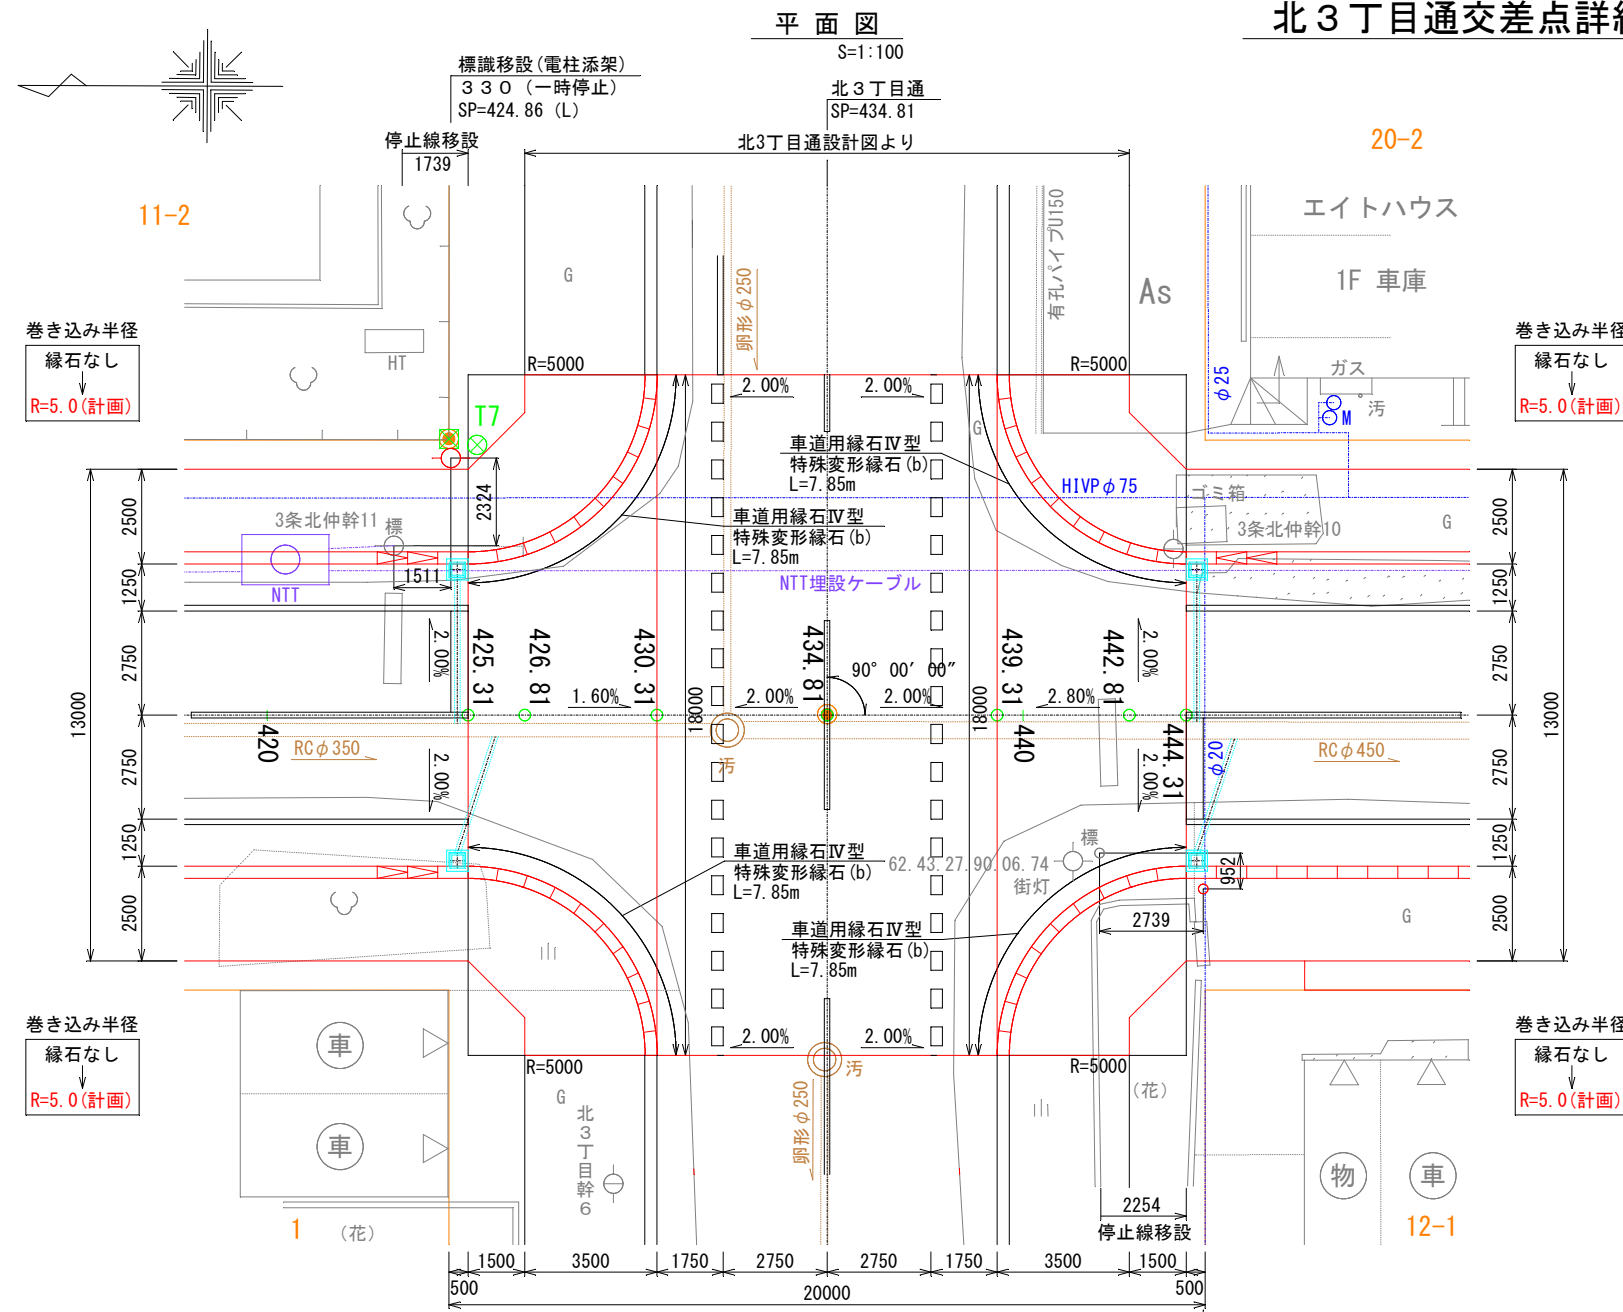 平 面 図
S=1:100
北３丁目通交差点詳細
標識移設(電柱添架)
３３０ (一時停止)
SP=424.86 (L)
北３丁目通
SP=434.81
停止線移設
1739
北3丁目通設計図より
20-2
11-2
エイトハウス
1F 車庫
As
有孔パイプU150
G
卵形φ250
巻き込み半径
縁石なし
R=5.0(計画)
HT
R=5000
R=5000
2.00%
2.00%
φ25
ガス
汚
M
巻き込み半径
縁石なし
R=5.0(計画)
T7
G
車道用縁石Ⅳ型
特殊変形縁石(b)
L=7.85m
HIVPφ75
ゴミ箱
3条北仲幹10
G
2500
2324
3条北仲幹11
標
車道用縁石Ⅳ型
特殊変形縁石(b)
L=7.85m
2500
1511
NTT
NTT埋設ケーブル
1250
1250
2750
2.00%
425.31
426.81
430.31
434.81
90° 00′ 00″
439.31
442.81
2.00%
2750
13000
1.60%
18000
2.00%
2.00%
18000
2.80%
13000
420
RCφ350
汚
440
444.31
φ20
RCφ450
2750
2.00%
2.00%
2750
1250
車道用縁石Ⅳ型
特殊変形縁石(b)
L=7.85m
62.43.27.90.06.74
街灯
標
952
1250
2500
車道用縁石Ⅳ型
特殊変形縁石(b)
L=7.85m
2739
G
2500
巻き込み半径
縁石なし
R=5.0(計画)
車
車
R=5000
2.00%
2.00%
R=5000
汚
G
北３丁目幹６
卵形φ250
(花)
巻き込み半径
縁石なし
R=5.0(計画)
物
車
1
(花)
2254
停止線移設
12-1
1500
3500
1750
2750
2750
1750
3500
1500
500
20000
500